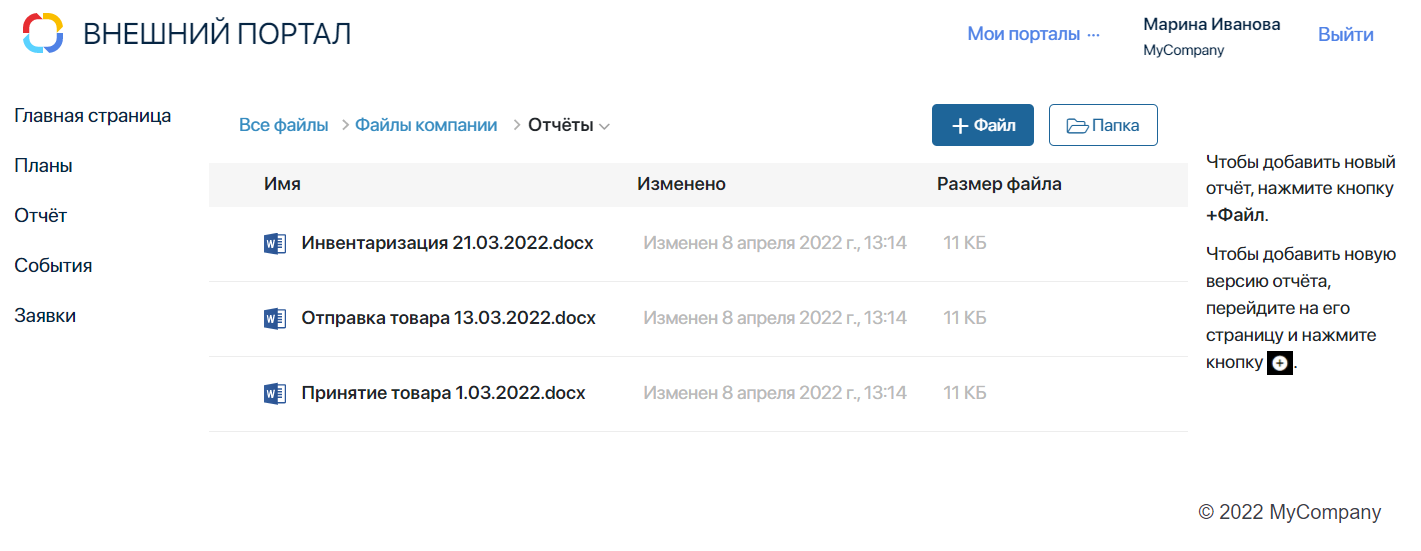 ВНЕШНИЙ ПОРТАЛ
Мои порталы ···
Марина Иванова
MyCompany
Выйти
Главная страница
Планы
Отчёт
События
Заявки
Все файлы > Файлы компании > Отчёты
+ Файл
Папка
Имя Изменено Размер файла
Инвентаризация 21.03.2022.docx Изменен 8 апреля 2022 г., 13:14 11 КБ
Отправка товара 13.03.2022.docx Изменен 8 апреля 2022 г., 13:14 11 КБ
Принятие товара 1.03.2022.docx Изменен 8 апреля 2022 г., 13:14 11 КБ
Чтобы добавить новый
отчёт, нажмите кнопку
+Файл.
Чтобы добавить новую
версию отчёта,
перейдите на его
страницу и нажмите
кнопку +.
© 2022 MyCompany